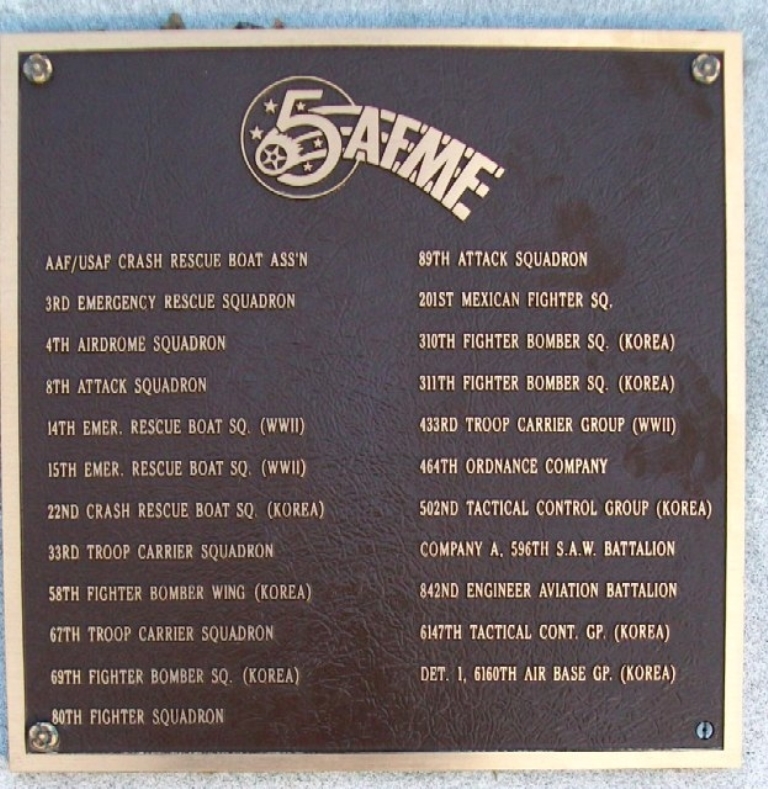 5 AFMF
AAF/USAF CRASH RESCUE BOAT ASS'N
3RD EMERGENCY RESCUE SQUADRON
4TH AIRDROME SQUADRON
8TH ATTACK SQUADRON
14TH EMER. RESCUE BOAT SQ. (WWII)
15TH EMER. RESCUE BOAT SQ. (WWII)
22ND CRASH RESCUE BOAT SQ. (KOREA)
33RD TROOP CARRIER SQUADRON
58TH FIGHTER BOMBER WING (KOREA)
67TH TROOP CARRIER SQUADRON
69TH FIGHTER BOMBER SQ. (KOREA)
80TH FIGHTER SQUADRON
89TH ATTACK SQUADRON
201ST MEXICAN FIGHTER SQ.
310TH FIGHTER BOMBER SQ. (KOREA)
311TH FIGHTER BOMBER SQ. (KOREA)
433RD TROOP CARRIER GROUP (WWII)
464TH ORDNANCE COMPANY
502ND TACTICAL CONTROL GROUP (KOREA)
COMPANY A, 596TH S.A.W. BATTALION
842ND ENGINEER AVIATION BATTALION
6147TH TACTICAL CONT. GP. (KOREA)
DET. 1, 6160TH AIR BASE GP. (KOREA)